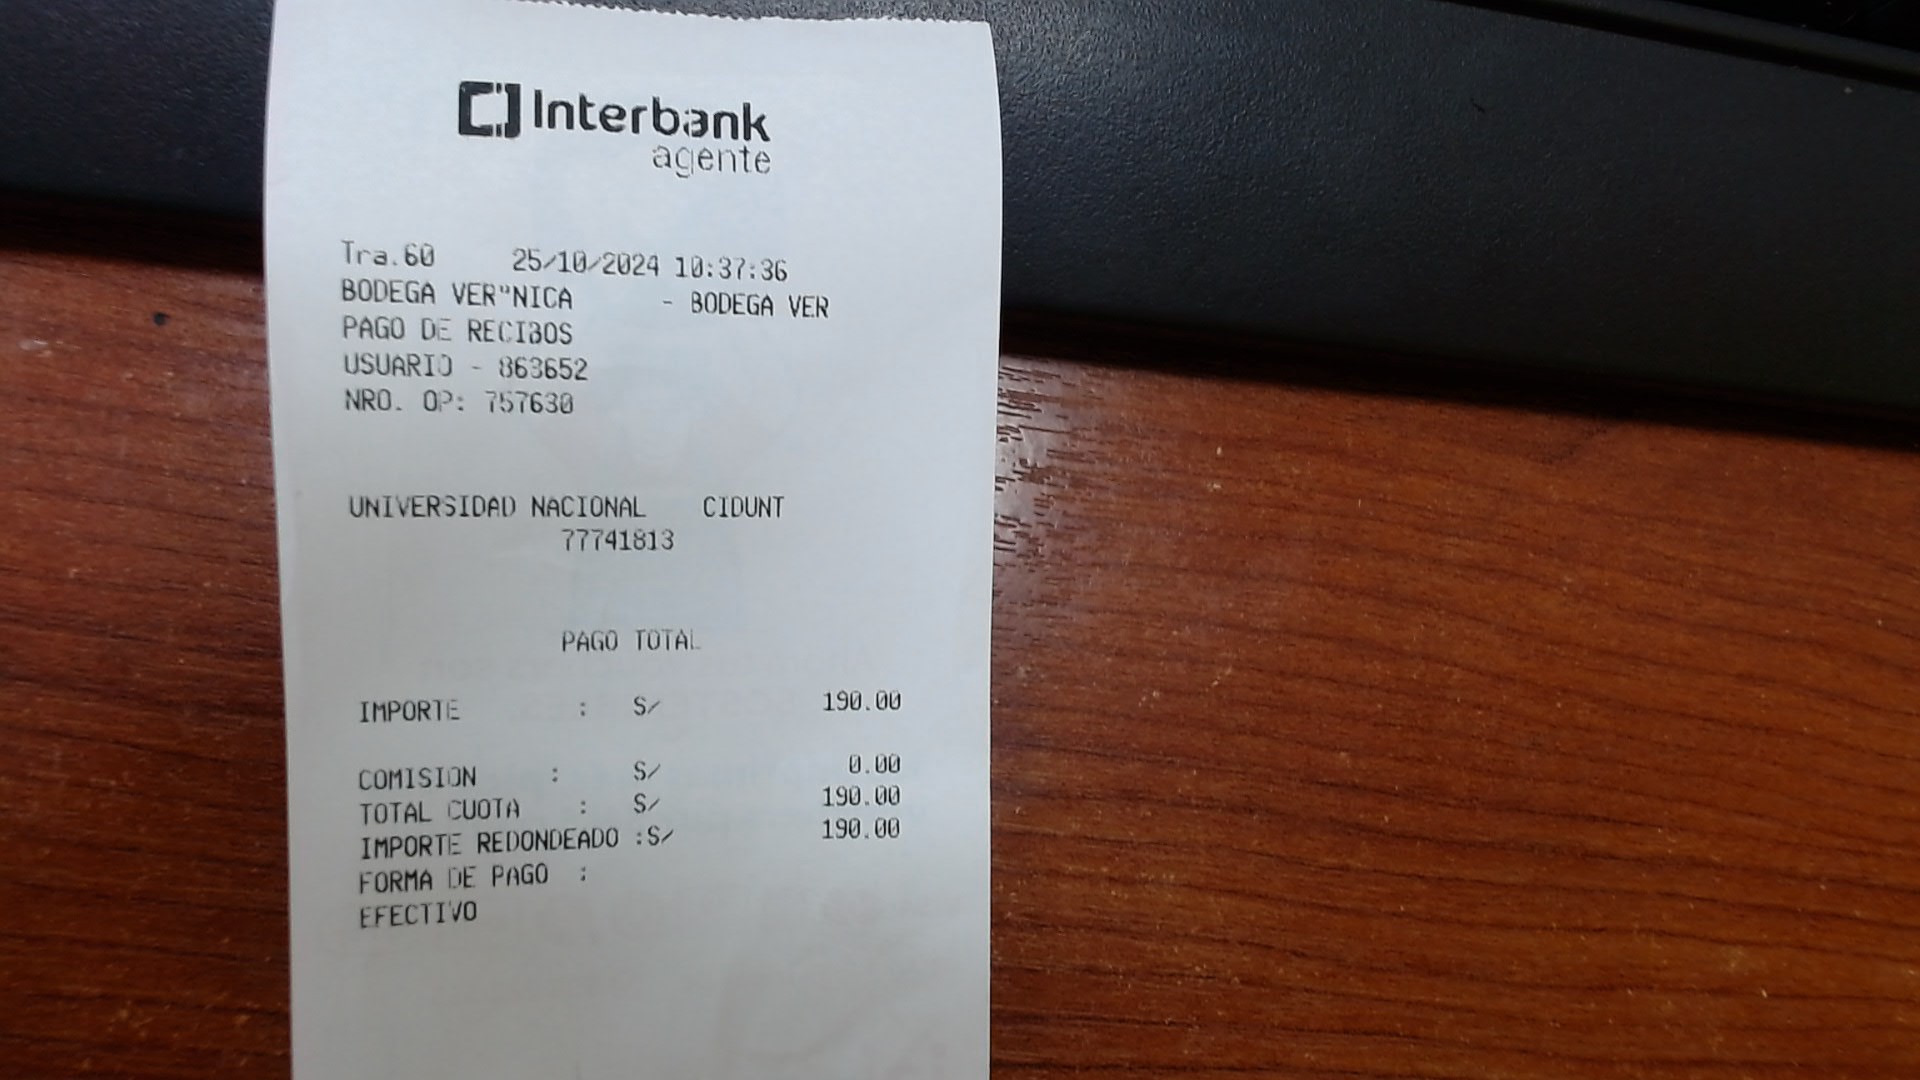 Interbank
agente
Tra.60 25/10/2024 10:37:36
BODEGA VER"NICA - BODEGA VER
PAGO DE RECIBOS
USUARIO - 863652
NRO. OP: 757630
UNIVERSIDAD NACIONAL CIDUNT
77741813
PAGO TOTAL
IMPORTE : S/ 190.00
COMISION : S/ 0.00
TOTAL CUOTA : S/ 190.00
IMPORTE REDONDEADO :S/ 190.00
FORMA DE PAGO :
EFECTIVO